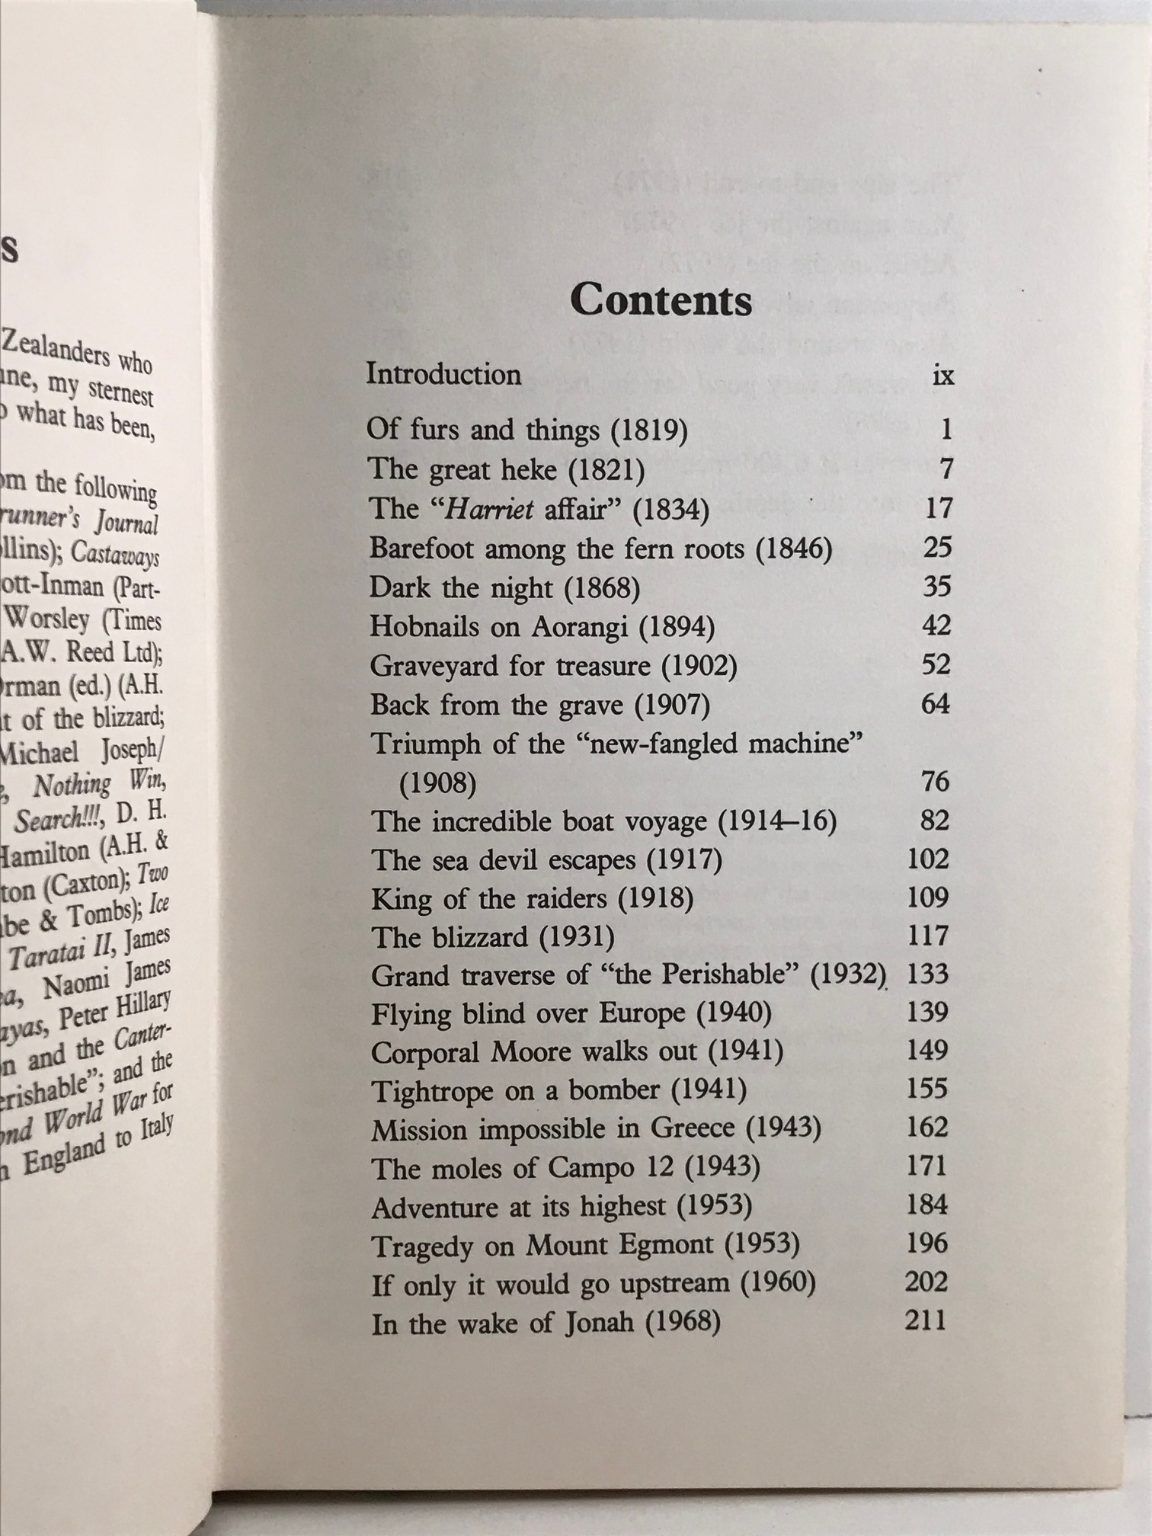 s
Zealanders who
my sternest
what has been,
the following
runner's Journal
Castaways
(Part-
Worsley (Times
A.W. Reed Ltd);
(ed.) (A.H.
of the blizzard;
Michael Joseph/
Nothing Win,
Search!!!, D. H.
Hamilton (A.H. &
(Caxton); Two
& Tombs); Ice
Taratai II, James
Naomi James
Peter Hillary
and the Canter-
and the
World War for
England to Italy
Contents
Introduction ix
Of furs and things (1819) 1
The great heke (1821) 7
The “Harriet affair” (1834) 17
Barefoot among the fern roots (1846) 25
Dark the night (1868) 35
Hobnails on Aorangi (1894) 42
Graveyard for treasure (1902) 52
Back from the grave (1907) 64
Triumph of the “new-fangled machine”
(1908) 76
The incredible boat voyage (1914–16) 82
The sea devil escapes (1917) 102
King of the raiders (1918) 109
The blizzard (1931) 117
Grand traverse of “the Perishable” (1932) 133
Flying blind over Europe (1940) 139
Corporal Moore walks out (1941) 149
Tightrope on a bomber (1941) 155
Mission impossible in Greece (1943) 162
The moles of Campo 12 (1943) 171
Adventure at its highest (1953) 184
Tragedy on Mount Egmont (1953) 196
If only it would go upstream (1960) 202
In the wake of Jonah (1968) 211